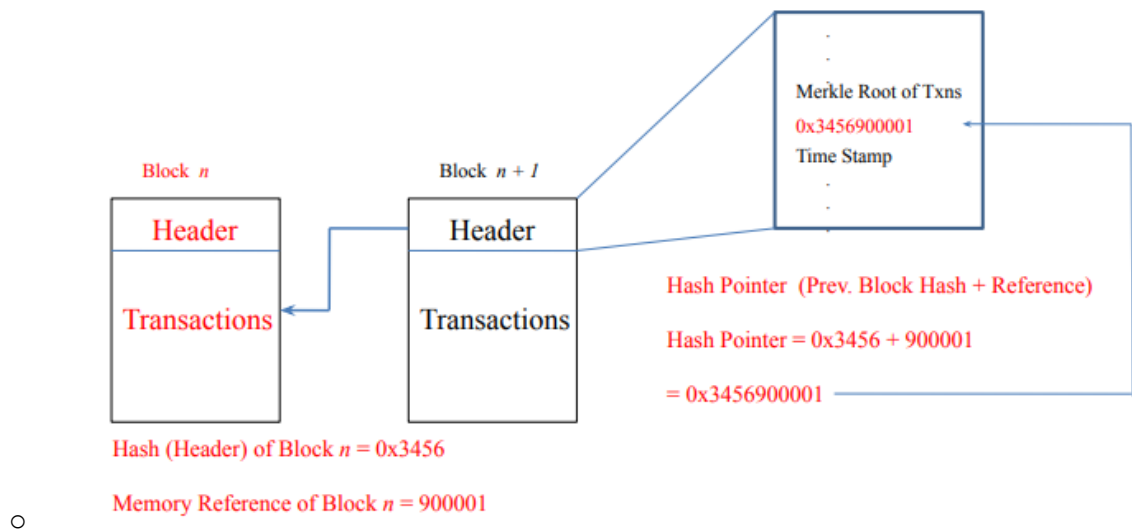 Block n
Header
Transactions
Hash (Header) of Block n = 0x3456
Memory Reference of Block n = 900001
Block n + 1
Header
Transactions
Merkle Root of Txns
0x3456900001
Time Stamp
Hash Pointer (Prev. Block Hash + Reference)
Hash Pointer = 0x3456 + 900001
= 0x3456900001